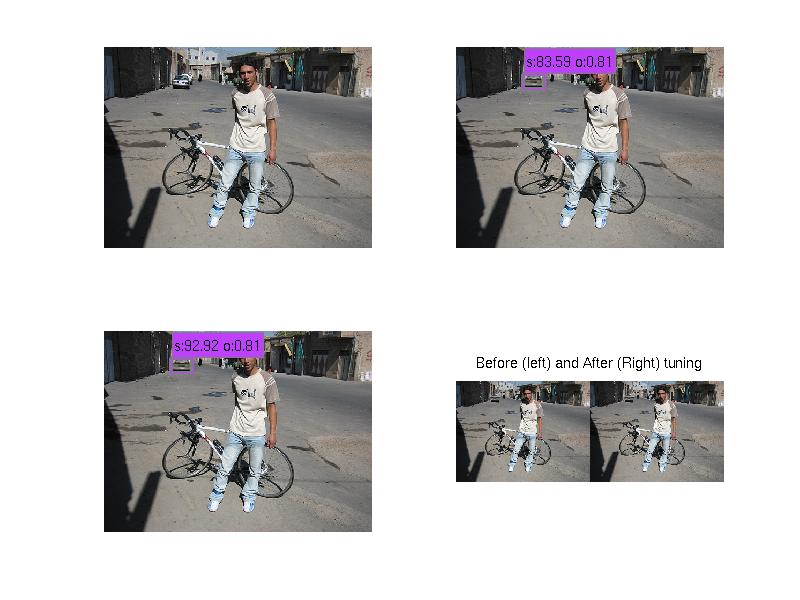 s:83.59 o:0.81
s:92.92 o:0.81
Before (left) and After (Right) tuning